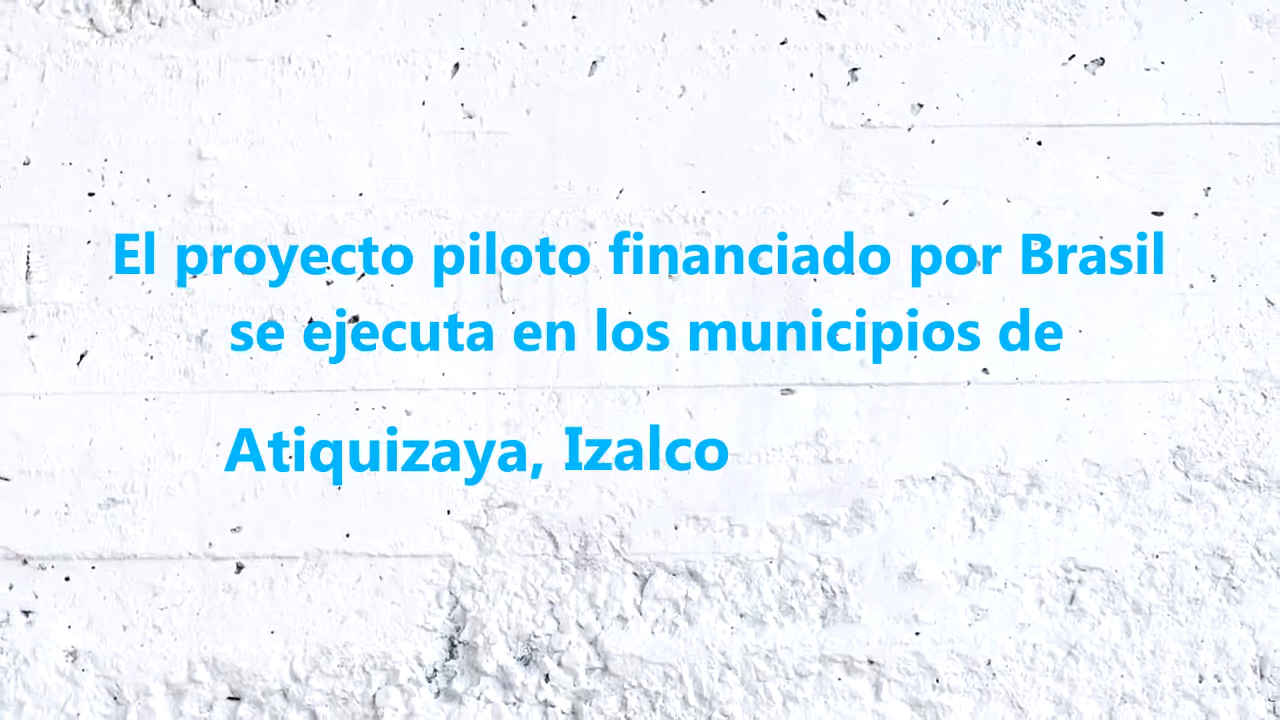 El proyecto piloto financiado por Brasil
se ejecuta en los municipios de
Atiquizaya, Izalco